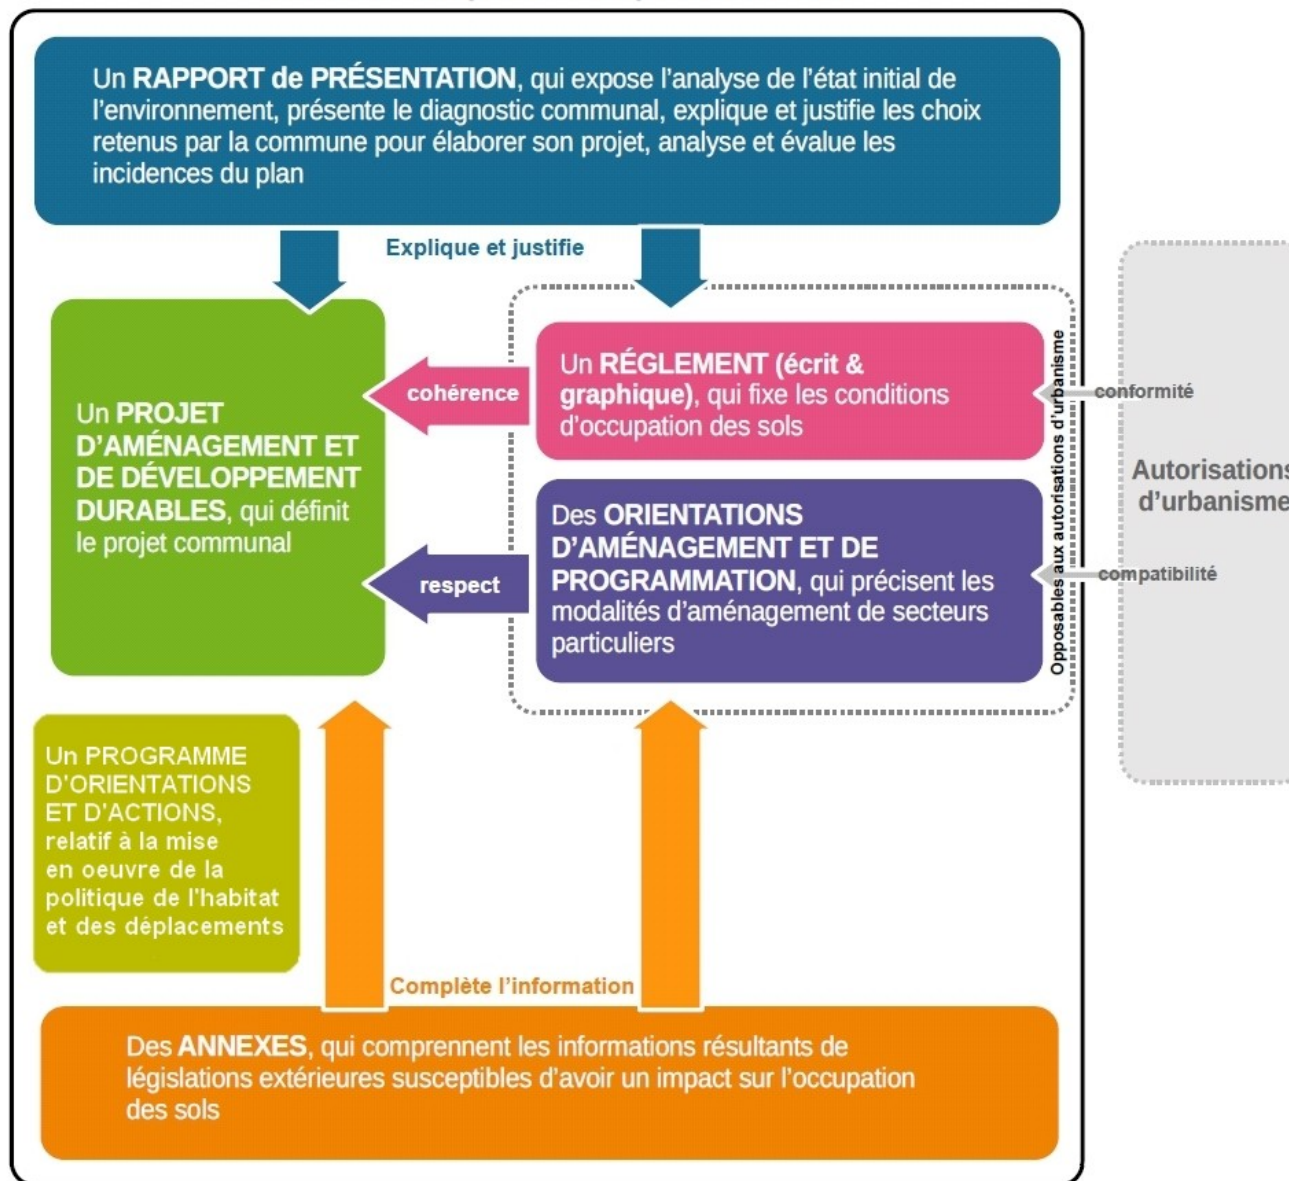 Un RAPPORT de PRÉSENTATION, qui expose l'analyse de l'état initial de
l'environnement, présente le diagnostic communal, explique et justifie les choix
retenus par la commune pour élaborer son projet, analyse et évalue les
incidences du plan
Explique et justifie
Un PROJET
D'AMÉNAGEMENT ET
DE DÉVELOPPEMENT
DURABLES, qui définit
le projet communal
cohérence
respect
Un RÉGLEMENT (écrit &
graphique), qui fixe les conditions
d'occupation des sols
Des ORIENTATIONS
D'AMÉNAGEMENT ET DE
PROGRAMMATION, qui précisent les
modalités d'aménagement de secteurs
particuliers
Opposables aux autorisations d'urbanisme
conformité
Autorisations
d'urbanisme
compatibilité
Un PROGRAMME
D'ORIENTATIONS
ET D'ACTIONS,
relatif à la mise
en oeuvre de la
politique de l'habitat
et des déplacements
Complète l'information
Des ANNEXES, qui comprennent les informations résultants de
législations extérieures susceptibles d'avoir un impact sur l'occupation
des sols